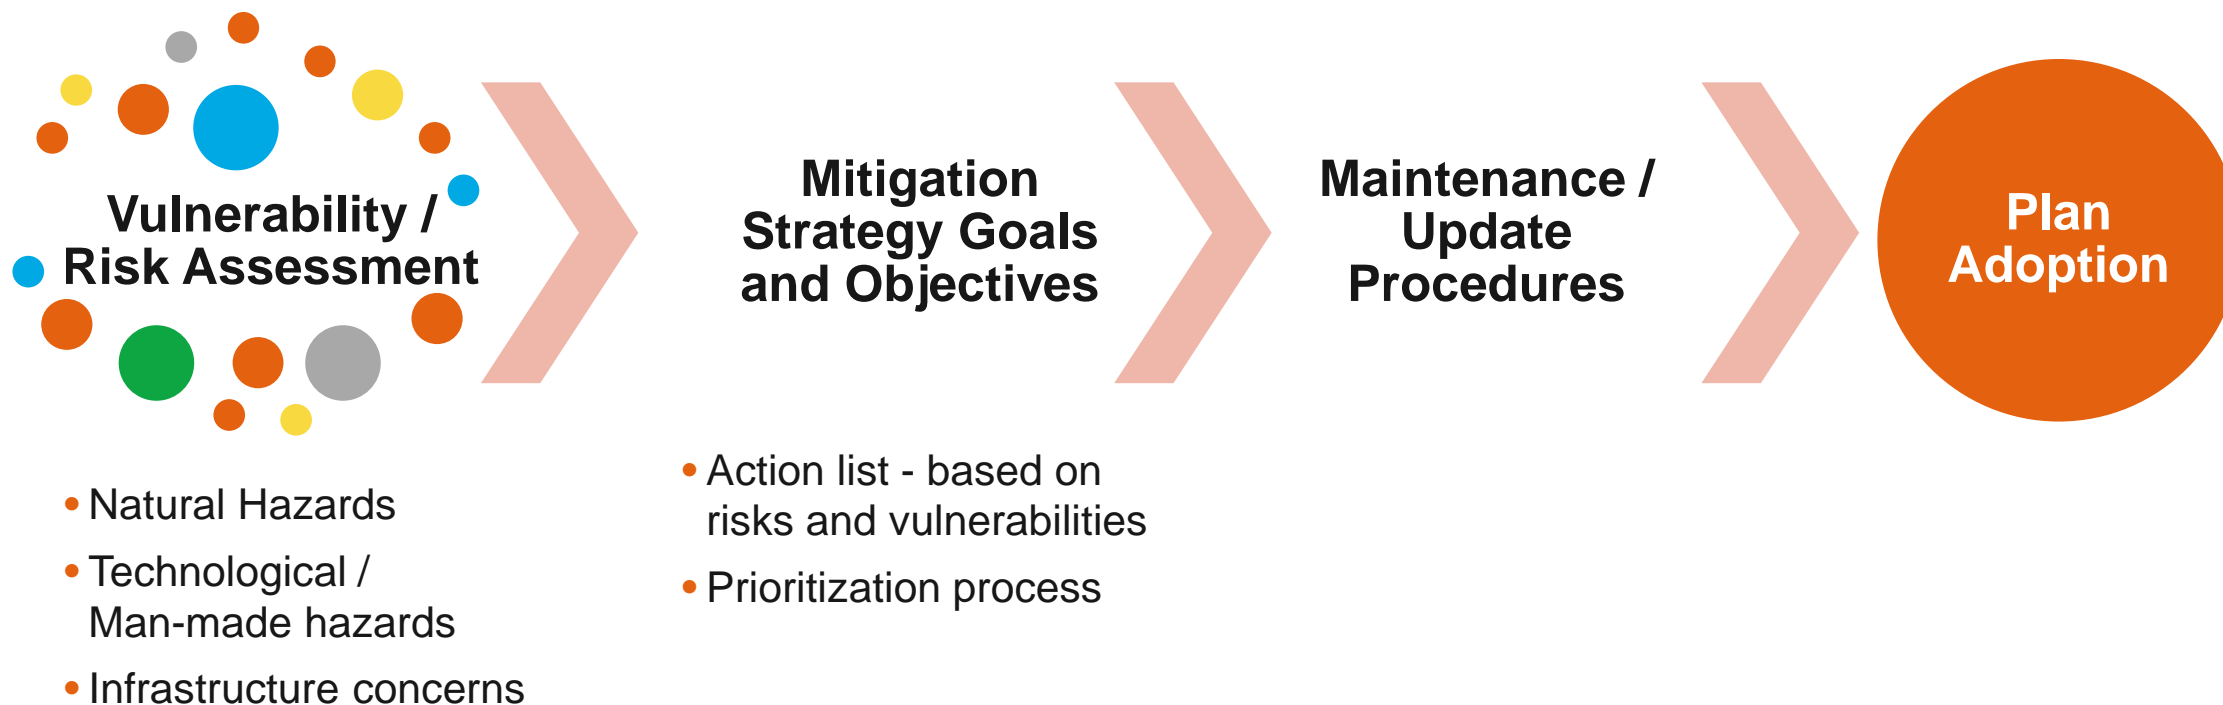 Vulnerability /
Risk Assessment
• Natural Hazards
• Technological /
Man-made hazards
• Infrastructure concerns
Mitigation
Strategy Goals
and Objectives
• Action list - based on
risks and vulnerabilities
• Prioritization process
Maintenance /
Update
Procedures
Plan
Adoption